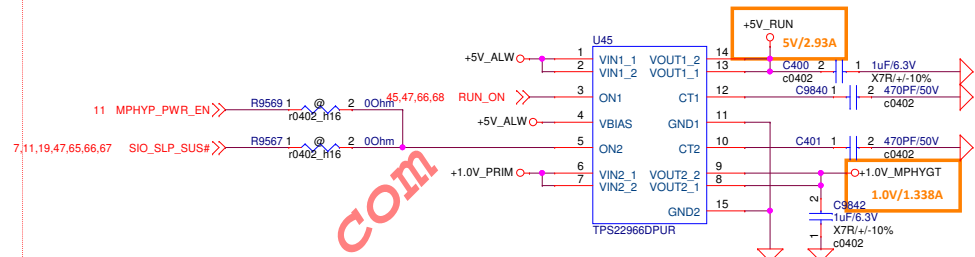 +5V_RUN
5V/2.93A
U45
+5V_ALW
1 VIN1_1 VOUT1_2 14
2 VIN1_2 VOUT1_1 13
C400 2 1 1uF/6.3V
c0402 X7R/+/-10%
45,47,66,68 RUN_ON
3 ON1 CT1 12
C9840 1 2 470PF/50V
c0402
11 MPHYP_PWR_EN
R9569 1 @ 2 0Ohm
r0402_h16
+5V_ALW
4 VBIAS GND1 11
7,11,19,47,65,66,67 SIO_SLP_SUS#
R9567 1 @ 2 0Ohm
r0402_h16
5 ON2 CT2 10
C401 1 2 470PF/50V
c0402
+1.0V_PRIM
6 VIN2_1 VOUT2_2 9
7 VIN2_2 VOUT2_1 8
+1.0V_MPHYGT
1.0V/1.338A
GND2 15
TPS22966DPUR
2 1
C9842
1uF/6.3V
X7R/+/-10%
c0402
com